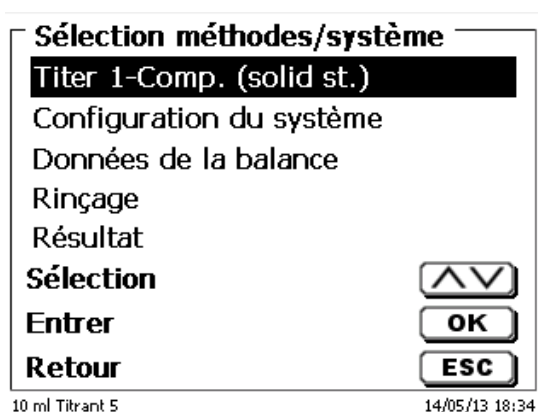 Sélection méthodes/système
Titer 1-Comp. (solid st.)
Configuration du système
Données de la balance
Rinçage
Résultat
Sélection
Entrer OK
Retour ESC
10 ml Titrant 5 14/05/13 18:34